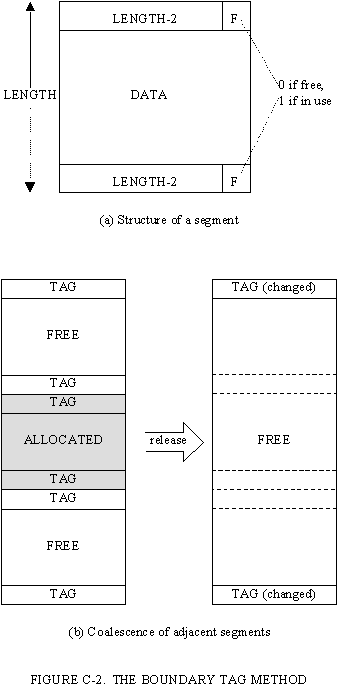 LENGTH-2 F
LENGTH DATA 0 if free,
1 if in use
LENGTH-2 F
(a) Structure of a segment
TAG TAG (changed)
FREE
TAG
TAG
ALLOCATED release FREE
TAG
TAG
FREE
TAG TAG (changed)
(b) Coalescence of adjacent segments
FIGURE C-2. THE BOUNDARY TAG METHOD